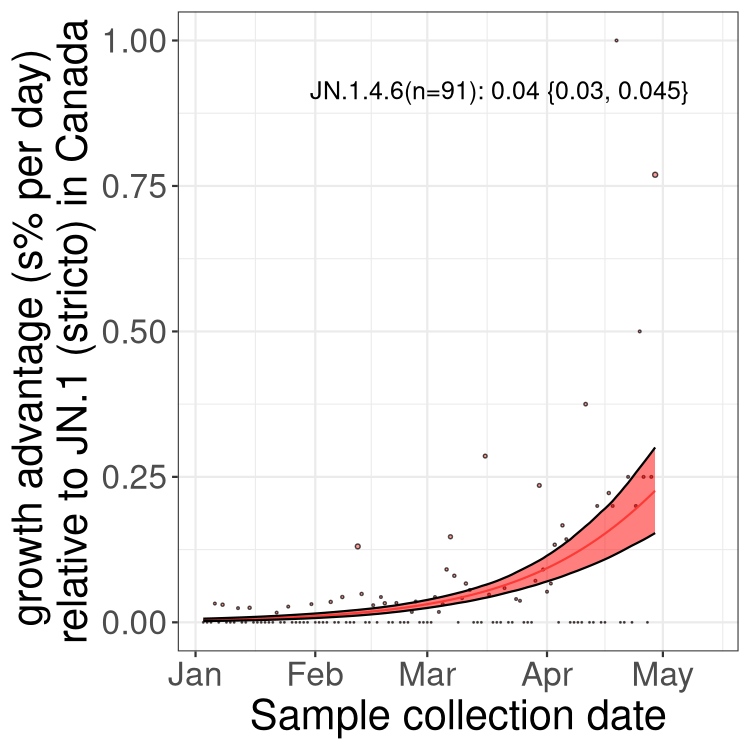 growth advantage (s% per day)
relative to JN.1 (stricto) in Canada
1.00
0.75
0.50
0.25
0.00
JN.1.4.6(n=91): 0.04 {0.03, 0.045}
Jan Feb Mar Apr May
Sample collection date